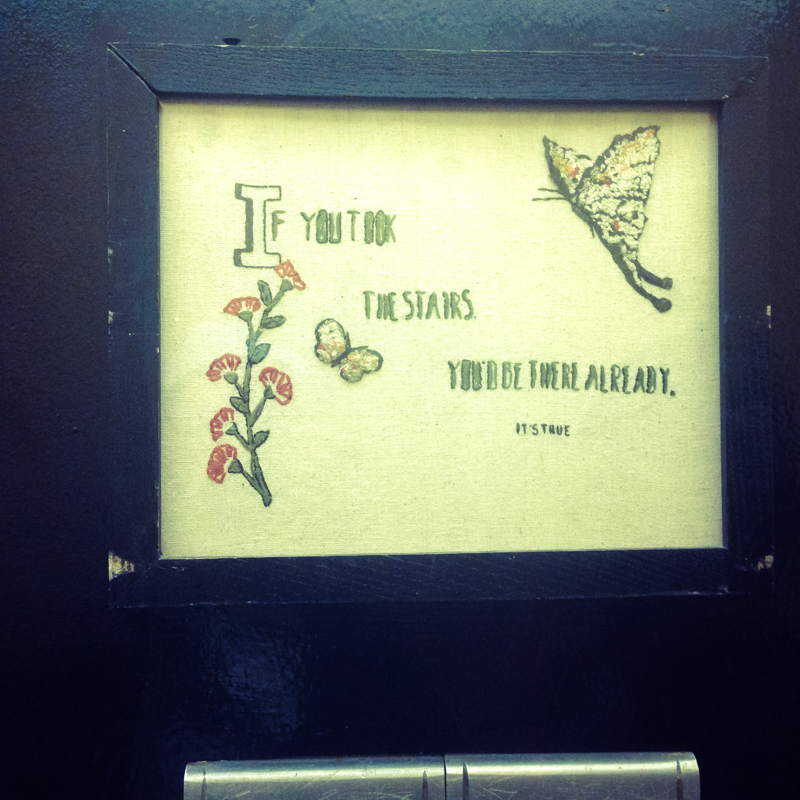 IF YOU TOOK
THE STAIRS.
YOU'D BE THERE ALREADY.
IT'S TRUE